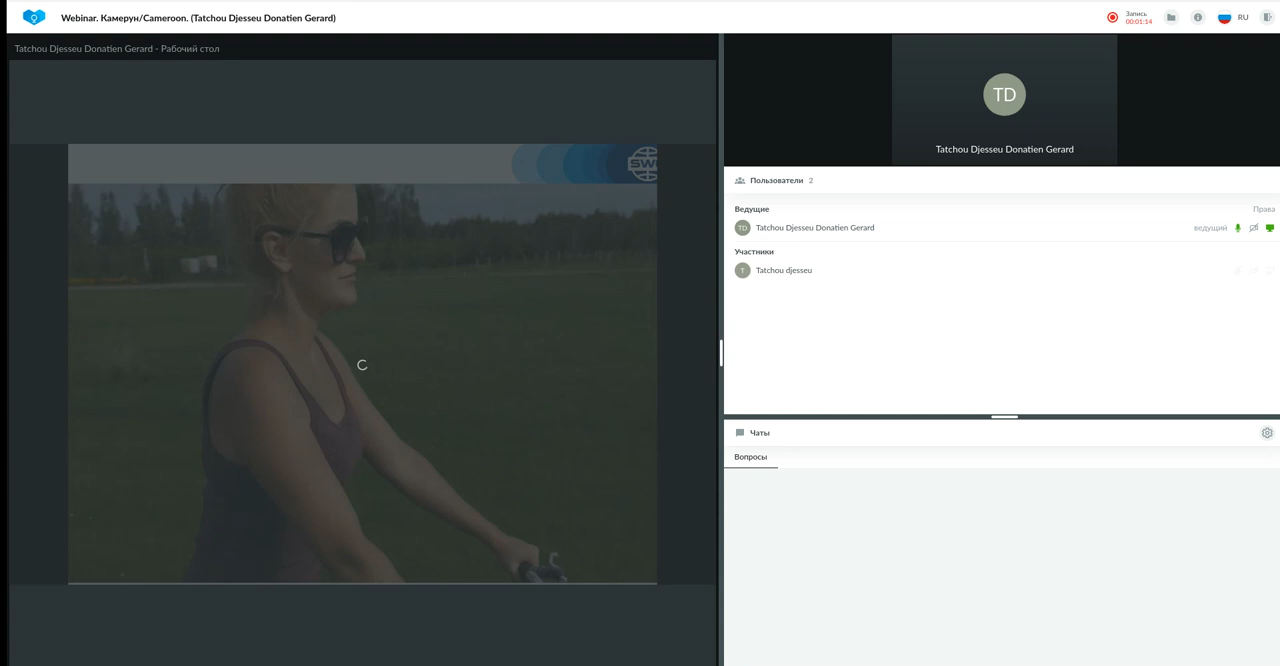 Webinar. Камерун/Cameroon. (Tatchou Djesseu Donatien Gerard)
Запись
00:01:14
RU
Tatchou Djesseu Donatien Gerard - Рабочий стол
TD
Tatchou Djesseu Donatien Gerard
Пользователи 2
Ведущие Права
TD Tatchou Djesseu Donatien Gerard ведущий
Участники
T Tatchou djesseu
Чаты
Вопросы